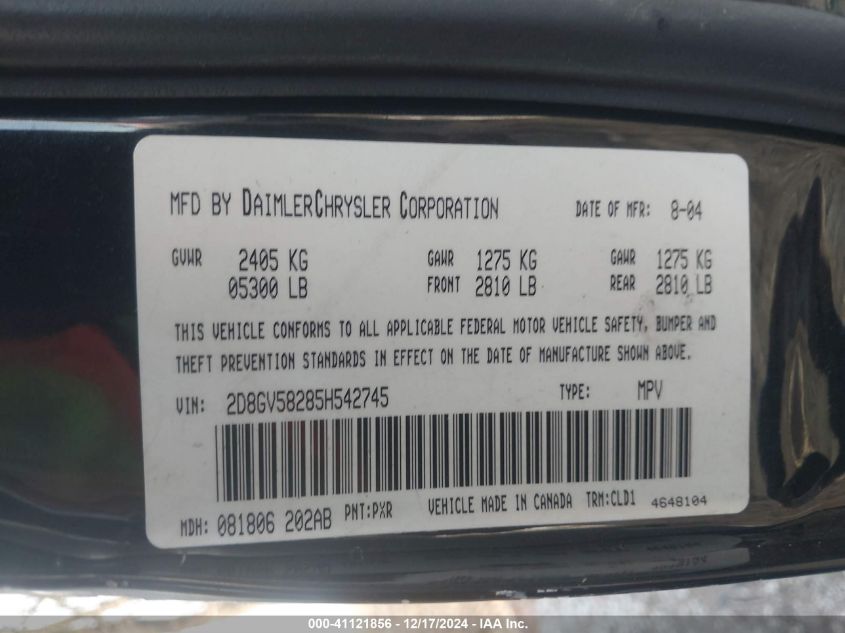 MFD BY DAIMLERCHRYSLER CORPORATION DATE OF MFR: 8-04
GVWR 2405 KG GAWR 1275 KG GAWR 1275 KG
05300 LB FRONT 2810 LB REAR 2810 LB
THIS VEHICLE CONFORMS TO ALL APPLICABLE FEDERAL MOTOR VEHICLE SAFETY, BUMPER AND
THEFT PREVENTION STANDARDS IN EFFECT ON THE DATE OF MANUFACTURE SHOWN ABOVE.
VIN: 2D8GV58285H542745 TYPE: MPV
MDH: 081806 202AB PNT:PXR VEHICLE MADE IN CANADA TRM:CLD1 4648104
000-41121856 - 12/17/2024 - IAA Inc.